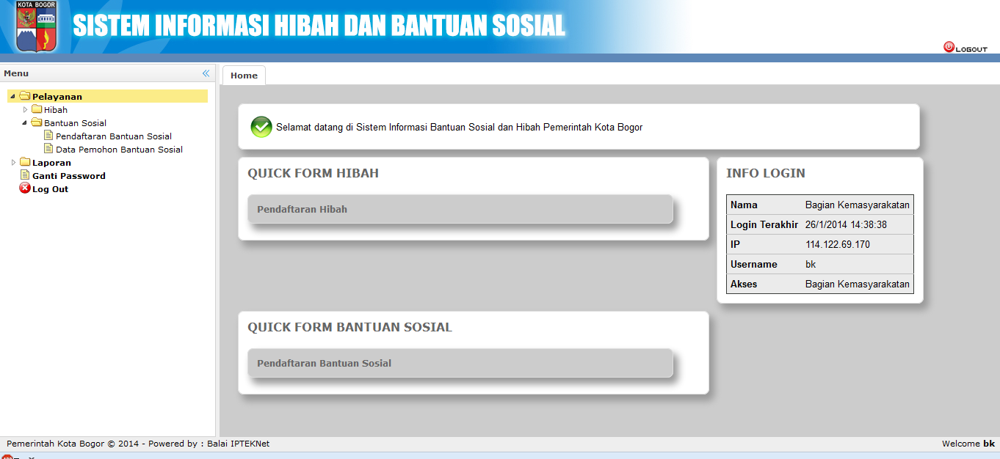 KOTA BOGOR
SISTEM INFORMASI HIBAH DAN BANTUAN SOSIAL
LOGOUT
Menu
Home
Pelayanan
Hibah
Bantuan Sosial
Pendaftaran Bantuan Sosial
Data Pemohon Bantuan Sosial
Laporan
Ganti Password
Log Out
Selamat datang di Sistem Informasi Bantuan Sosial dan Hibah Pemerintah Kota Bogor
QUICK FORM HIBAH
Pendaftaran Hibah
INFO LOGIN
Nama Bagian Kemasyarakatan
Login Terakhir 26/1/2014 14:38:38
IP 114.122.69.170
Username bk
Akses Bagian Kemasyarakatan
QUICK FORM BANTUAN SOSIAL
Pendaftaran Bantuan Sosial
Pemerintah Kota Bogor © 2014 - Powered by : Balai IPTEKNet
Welcome bk